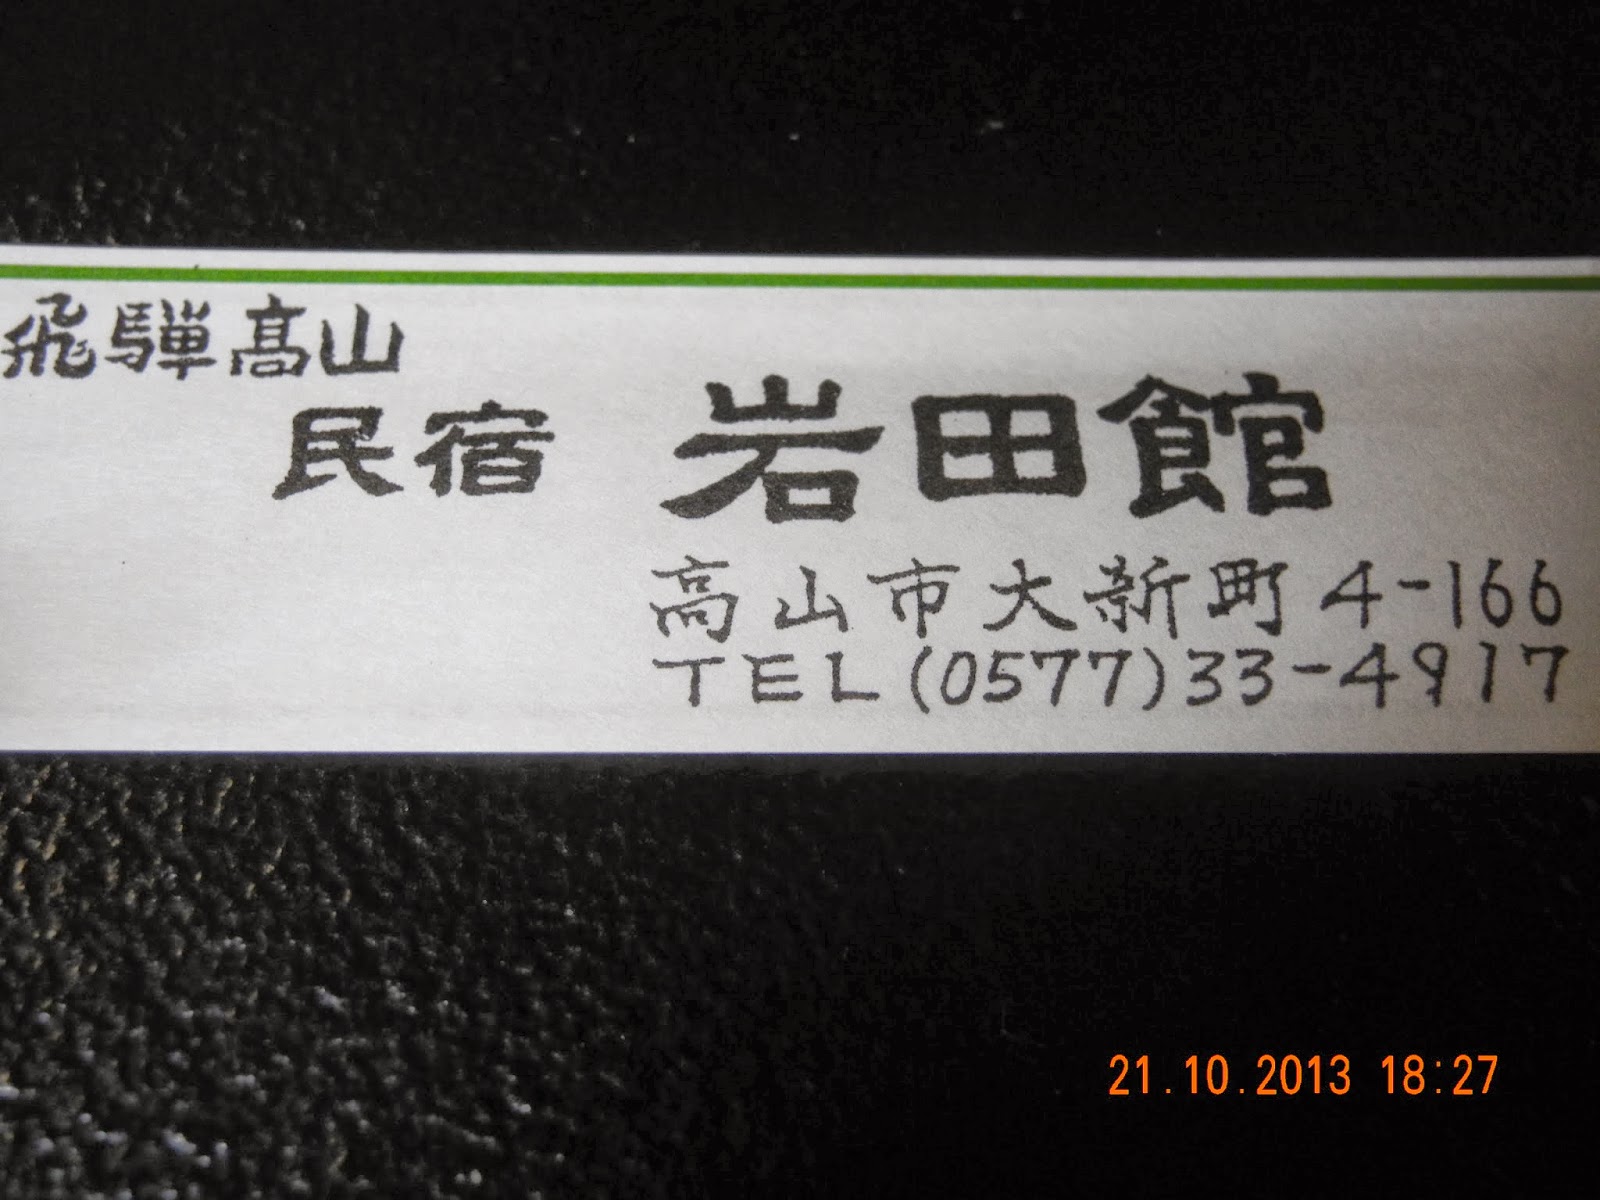 飛騨髙山
民宿 岩田館
高山市大新町4-166
TEL(0577)33-4917
21.10.2013 18:27